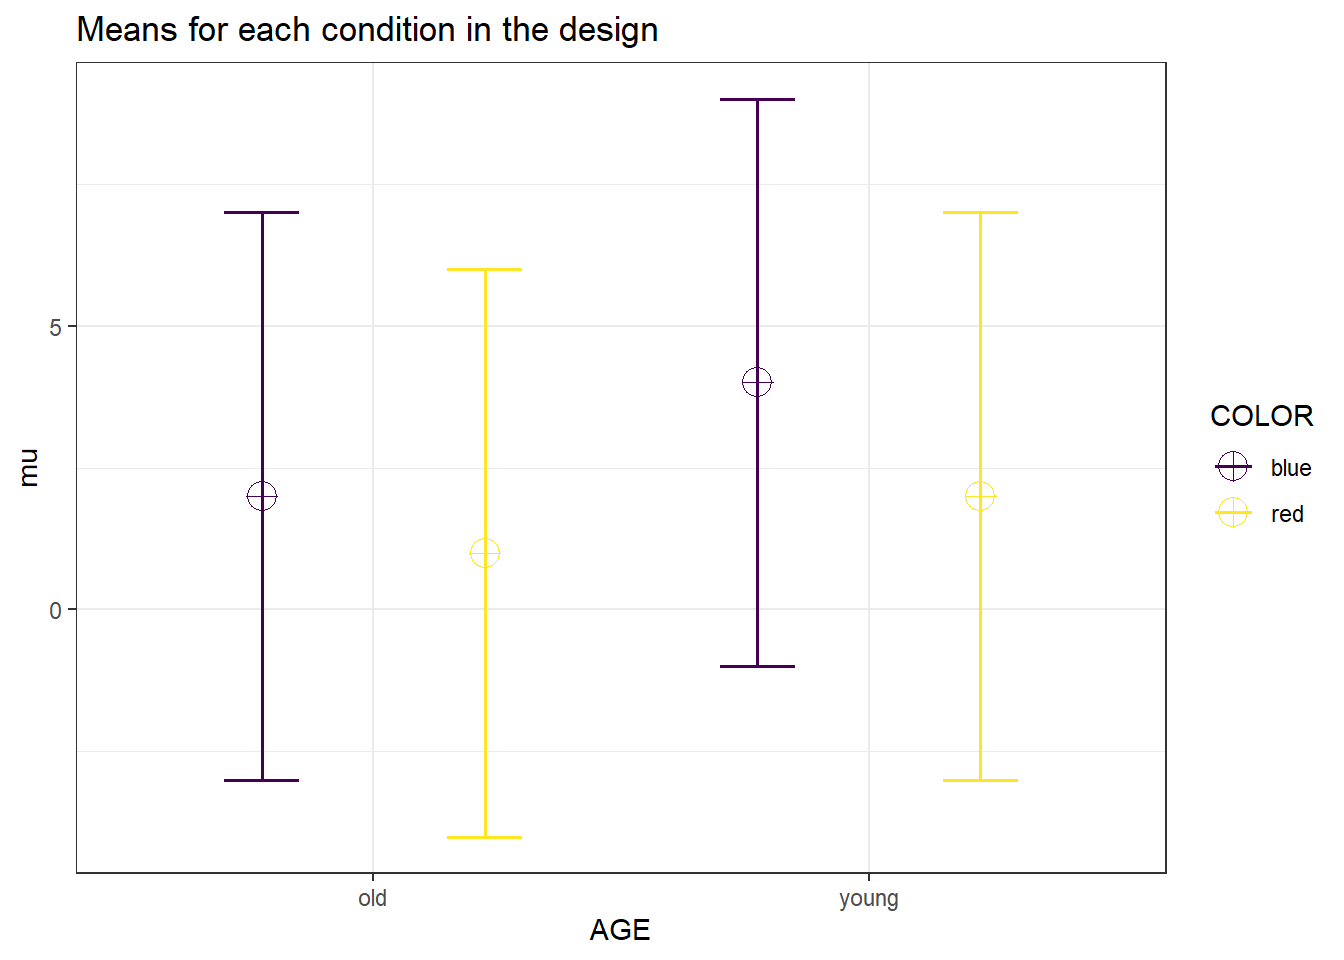 Means for each condition in the design
mu
5
0
old
young
AGE
COLOR
blue
red